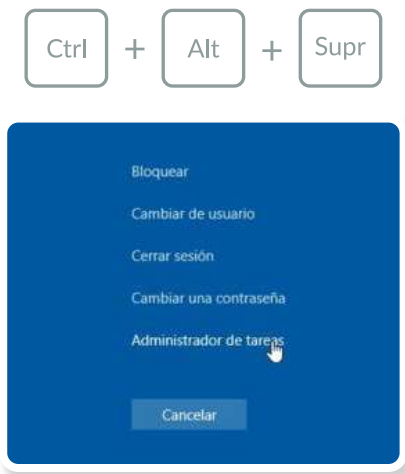 Ctrl + Alt + Supr
Bloquear
Cambiar de usuario
Cerrar sesión
Cambiar una contraseña
Administrador de tareas
Cancelar